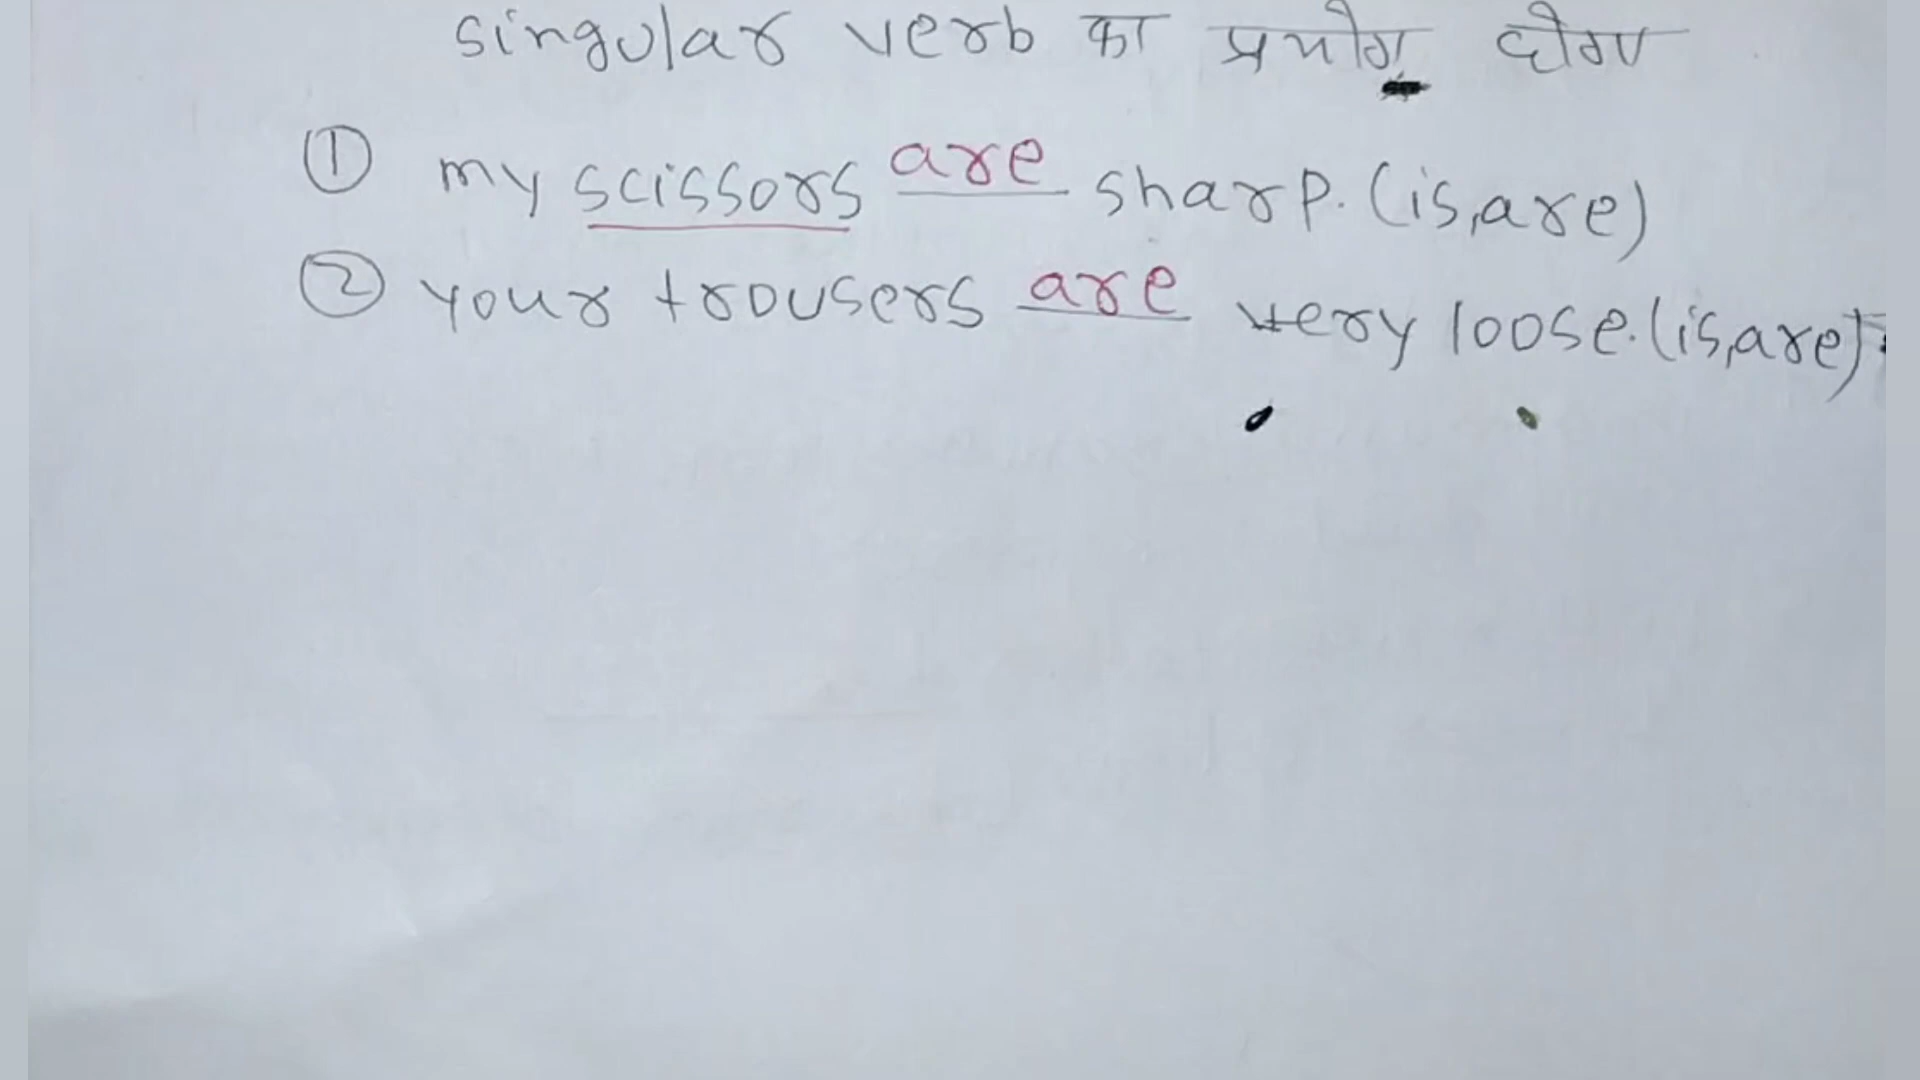 singular verb का प्रयोग होगा
① my scissors are sharp. (is,are)
② your trousers are very loose. (is,are)